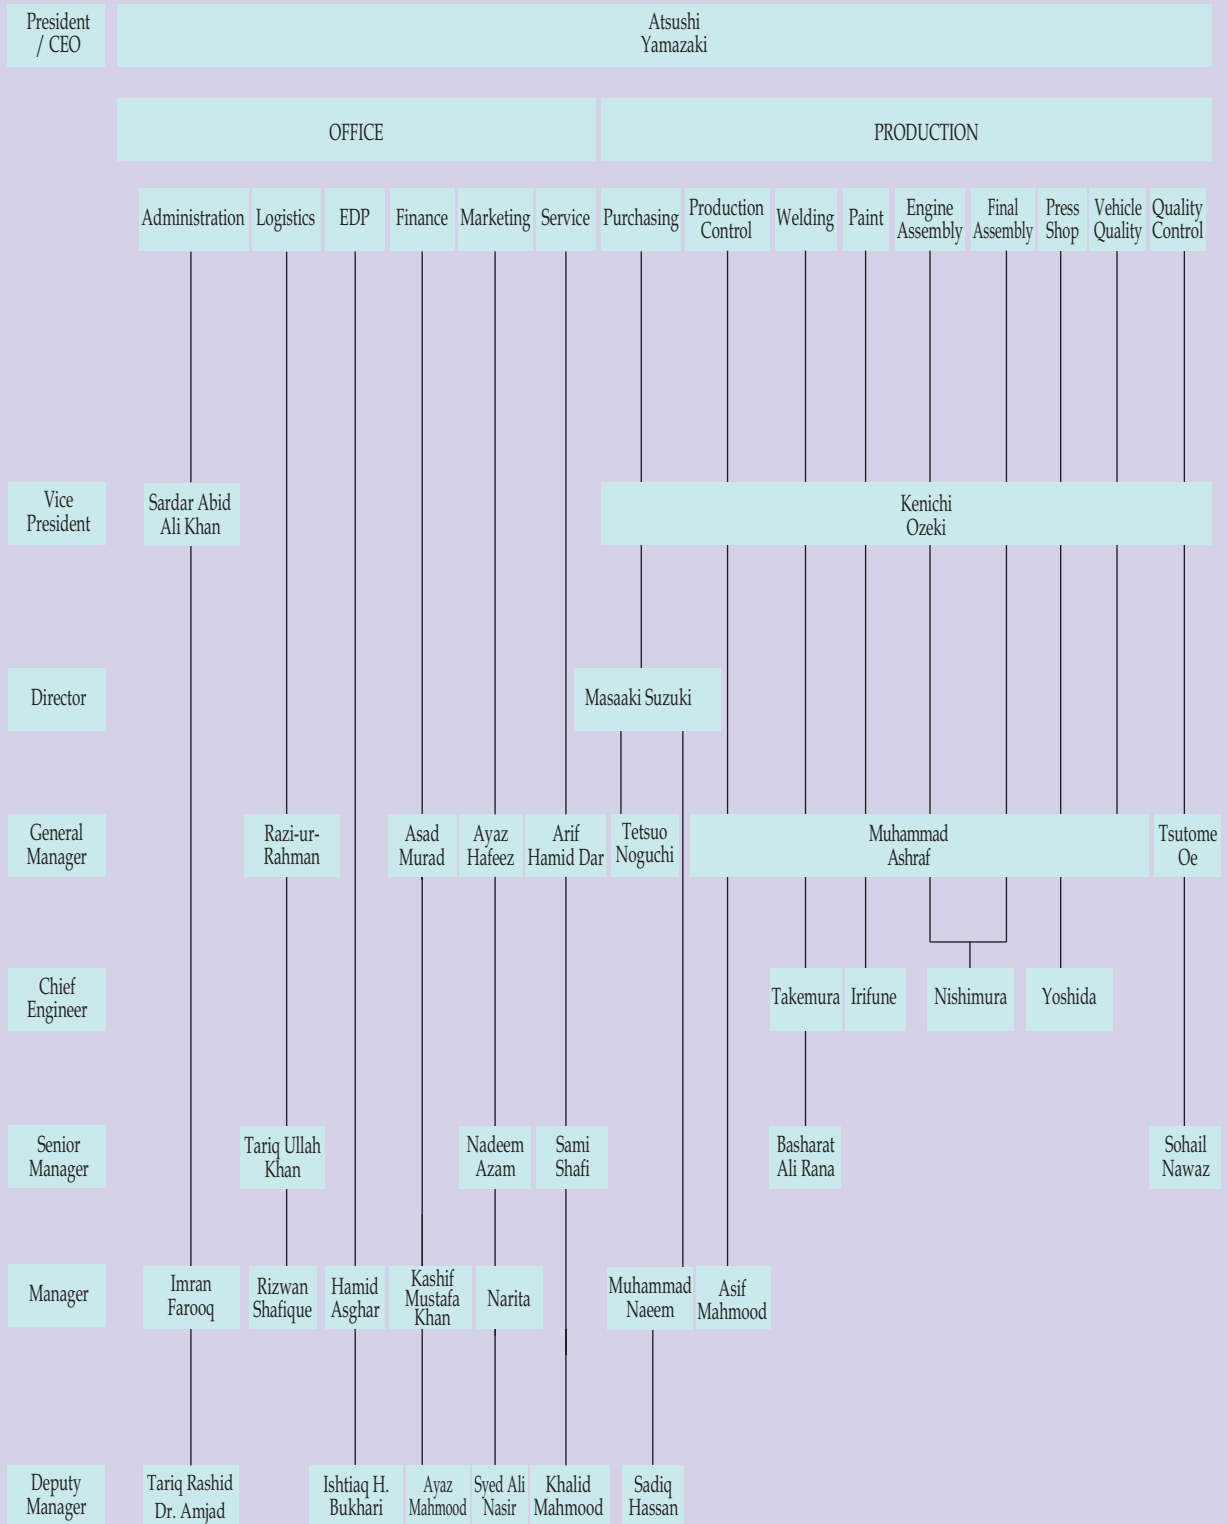 President
/ CEO
Atsushi
Yamazaki
OFFICE
PRODUCTION
Administration
Logistics
EDP
Finance
Marketing
Service
Purchasing
Production
Control
Welding
Paint
Engine
Assembly
Final
Assembly
Press
Shop
Vehicle
Quality
Quality
Control
Vice
President
Sardar Abid
Ali Khan
Kenichi
Ozeki
Director
Masaaki Suzuki
General
Manager
Razi-ur-
Rahman
Asad
Murad
Ayaz
Hafeez
Arif
Hamid Dar
Tetsuo
Noguchi
Muhammad
Ashraf
Tsutome
Oe
Chief
Engineer
Takemura
Irifune
Nishimura
Yoshida
Senior
Manager
Tariq Ullah
Khan
Nadeem
Azam
Sami
Shafi
Basharat
Ali Rana
Sohail
Nawaz
Manager
Imran
Farooq
Rizwan
Shafique
Hamid
Asghar
Kashif
Mustafa
Khan
Narita
Muhammad
Naeem
Asif
Mahmood
Deputy
Manager
Tariq Rashid
Dr. Amjad
Ishtiaq H.
Bukhari
Ayaz
Mahmood
Syed Ali
Nasir
Khalid
Mahmood
Sadiq
Hassan